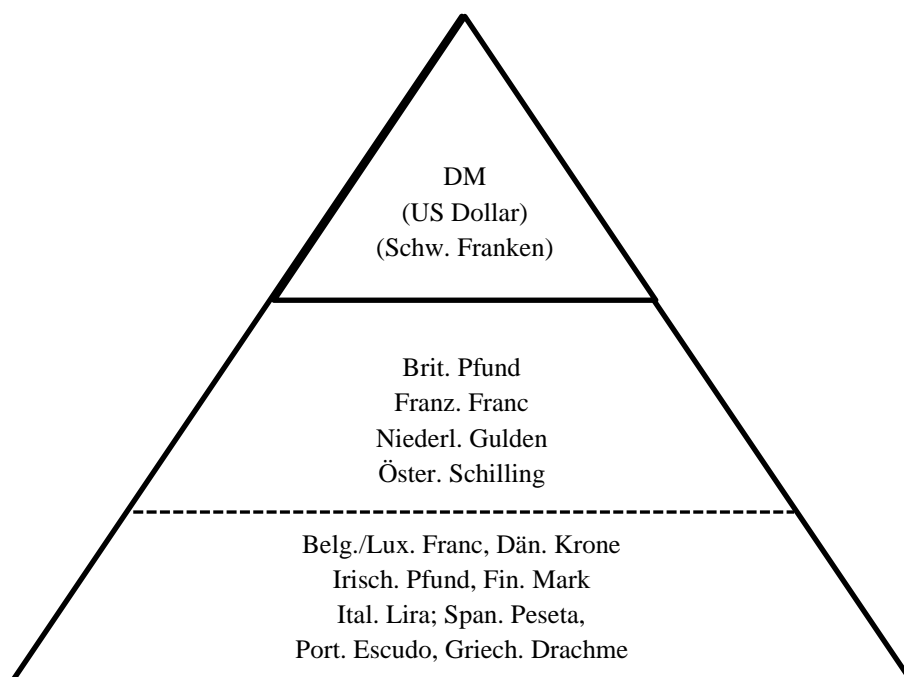 DM
(US Dollar)
(Schw. Franken)
Brit. Pfund
Franz. Franc
Niederl. Gulden
Öster. Schilling
Belg./Lux. Franc, Dän. Krone
Irisch. Pfund, Fin. Mark
Ital. Lira; Span. Peseta,
Port. Escudo, Griech. Drachme